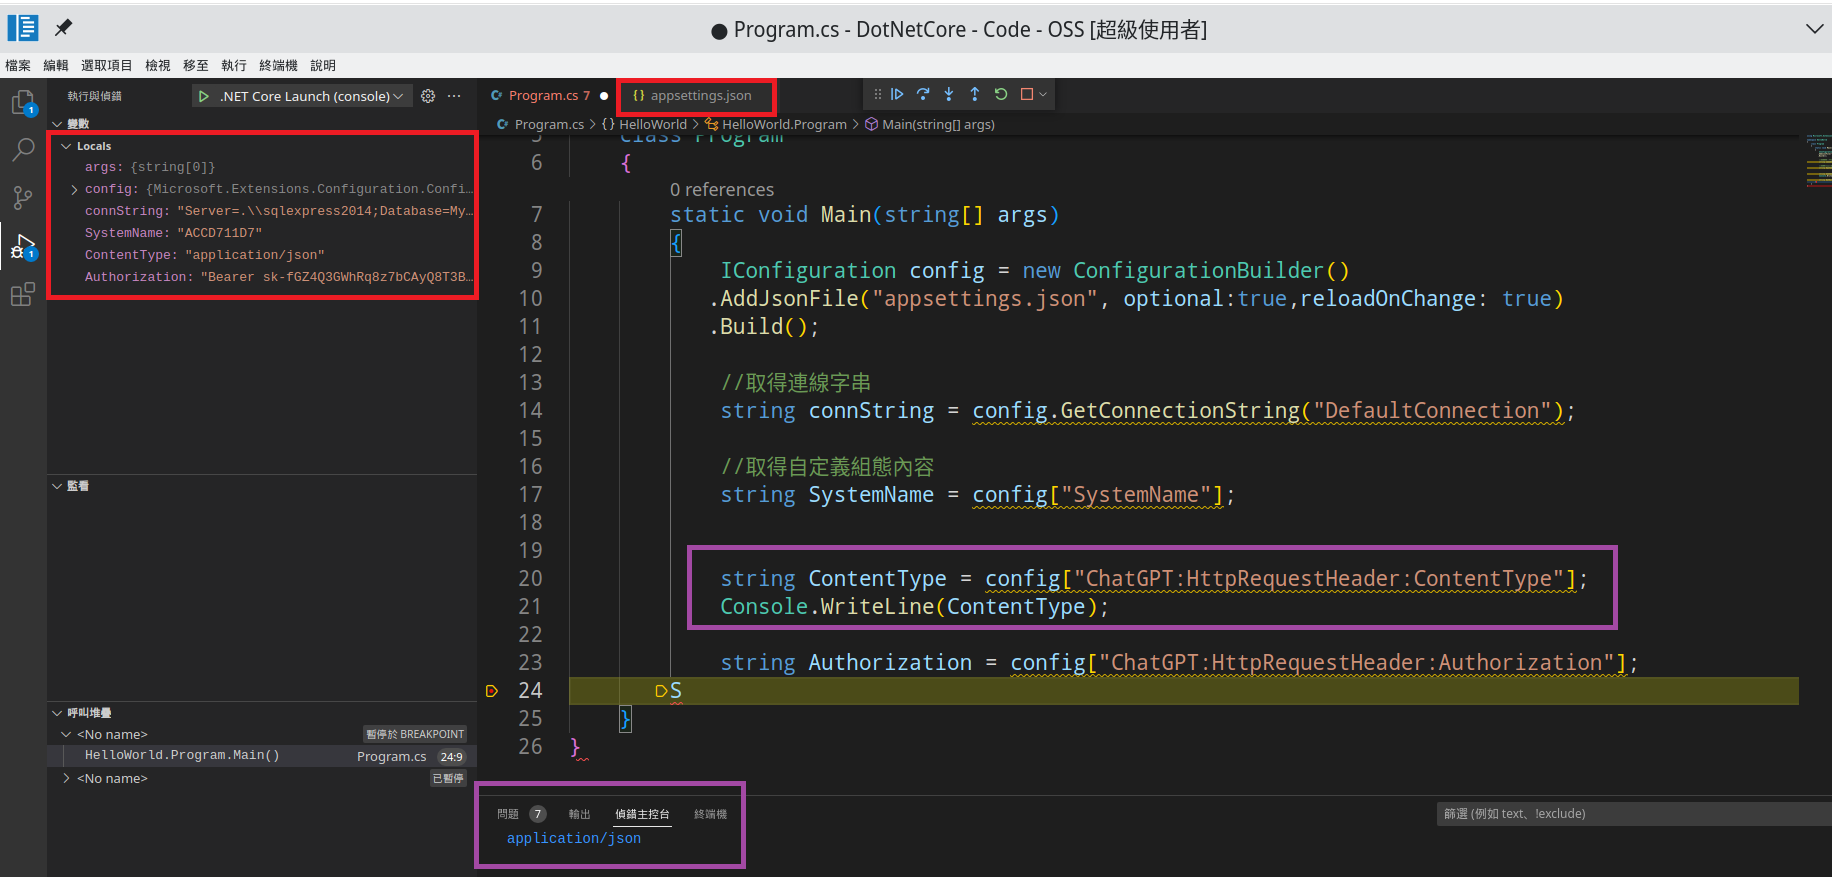 Program.cs - DotNetCore - Code - OSS [超級使用者]
檔案 編輯 選取項目 檢視 移至 執行 終端機 說明
執行與偵錯
.NET Core Launch (console)
變數
Locals
args: {string[0]}
config: {Microsoft.Extensions.Configuration.Confi…
connString: "Server=.\\sqlexpress2014;Database=My…
SystemName: "ACCD711D7"
ContentType: "application/json"
Authorization: "Bearer sk-fGZ4Q3GWhRq8z7bCAyQ8T3B…
監看
呼叫堆疊
<No name> 暫停於 BREAKPOINT
HelloWorld.Program.Main() Program.cs 24:9
<No name> 已暫停
1
1
C# Program.cs 7
{} appsettings.json
C# Program.cs > {} HelloWorld > HelloWorld.Program > Main(string[] args)
5 class Program
6 {
0 references
7 static void Main(string[] args)
8 {
9 IConfiguration config = new ConfigurationBuilder()
10 .AddJsonFile("appsettings.json", optional:true,reloadOnChange: true)
11 .Build();
12
13 //取得連線字串
14 string connString = config.GetConnectionString("DefaultConnection");
15
16 //取得自定義組態內容
17 string SystemName = config["SystemName"];
18
19
20 string ContentType = config["ChatGPT:HttpRequestHeader:ContentType"];
21 Console.WriteLine(ContentType);
22
23 string Authorization = config["ChatGPT:HttpRequestHeader:Authorization"];
24 S
25 }
26 }
問題 7 輸出 偵錯主控台 終端機
篩選 (例如 text、!exclude)
application/json